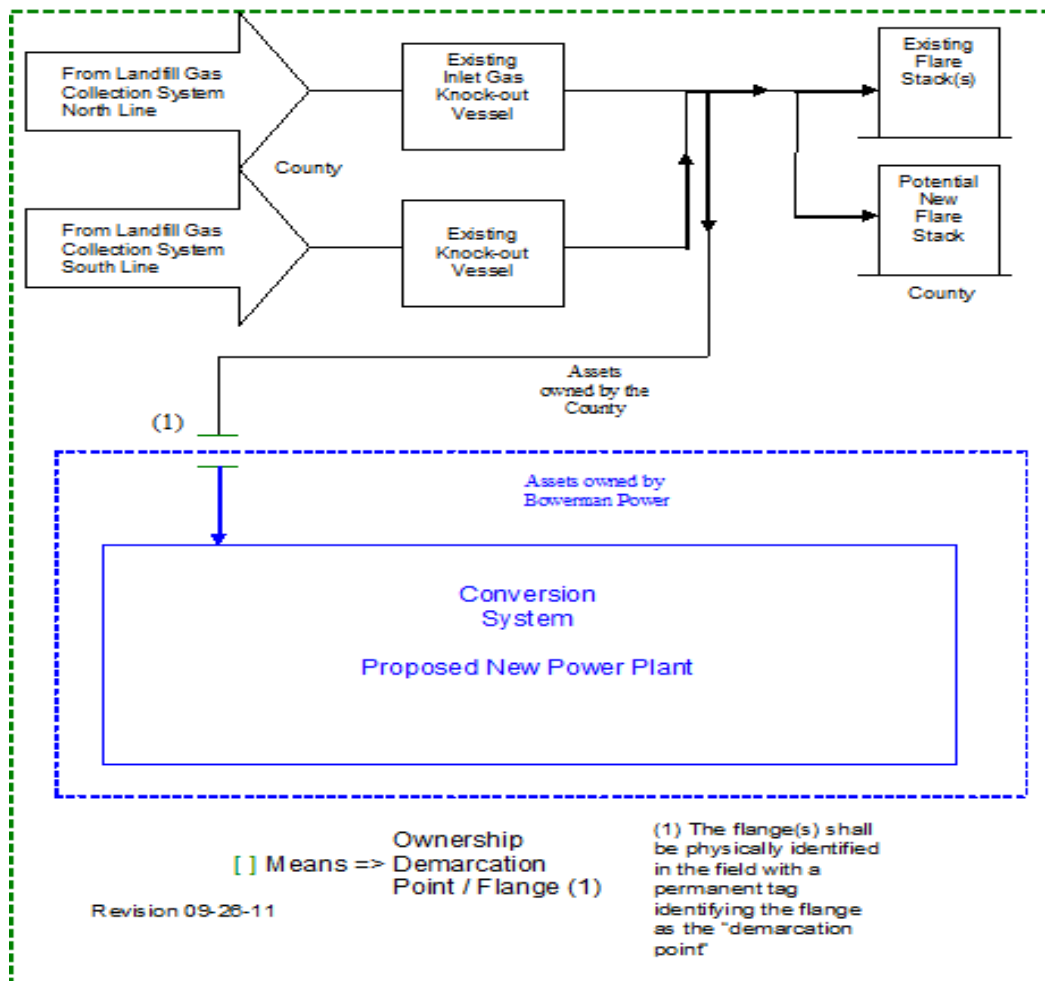 From Landfill Gas
Collection System
North Line
Existing
Inlet Gas
Knock-out
Vessel
Existing
Flare
Stack(s)
County
From Landfill Gas
Collection System
South Line
Existing
Knock-out
Vessel
Potential
New
Flare
Stack
County
Assets
owned by the
County
(1)
Assets owned by
Bowerman Power
Conversion
System
Proposed New Power Plant
Ownership
[ ] Means => Demarcation
Point / Flange (1)
(1) The flange(s) shall
be physically identified
in the field with a
permanent tag
identifying the flange
as the "demarcation
point"
Revision 09-26-11